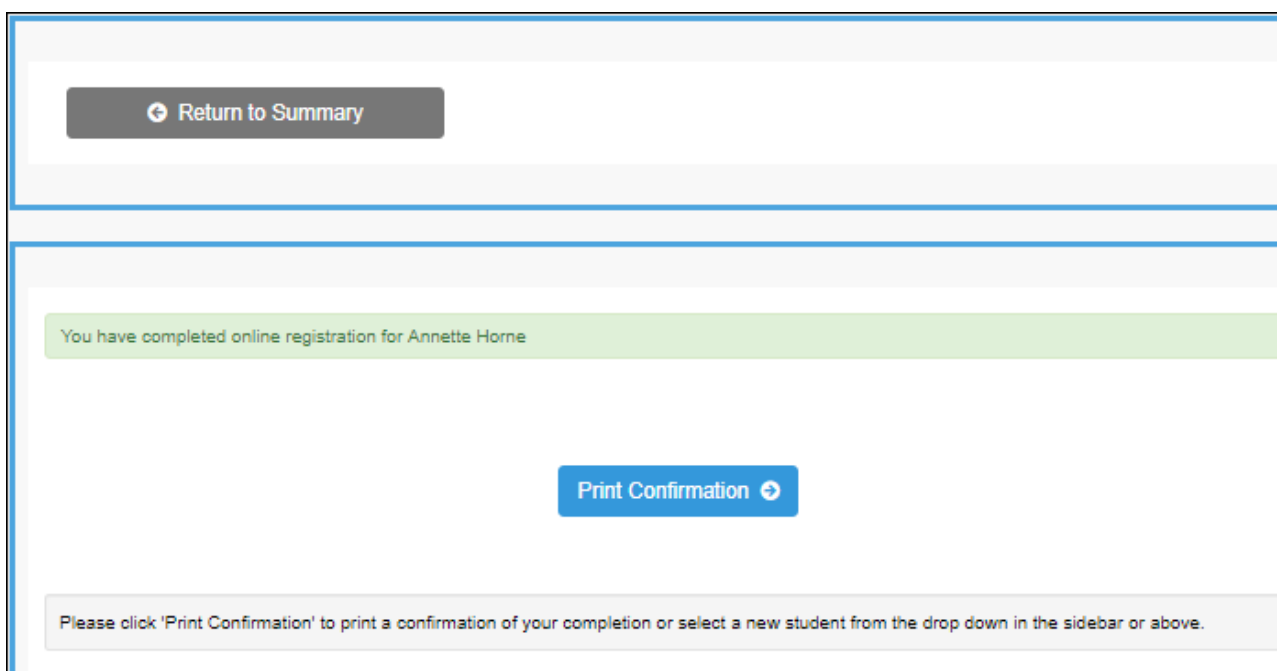 Return to Summary
You have completed online registration for Annette Horne
Print Confirmation
Please click 'Print Confirmation' to print a confirmation of your completion or select a new student from the drop down in the sidebar or above.